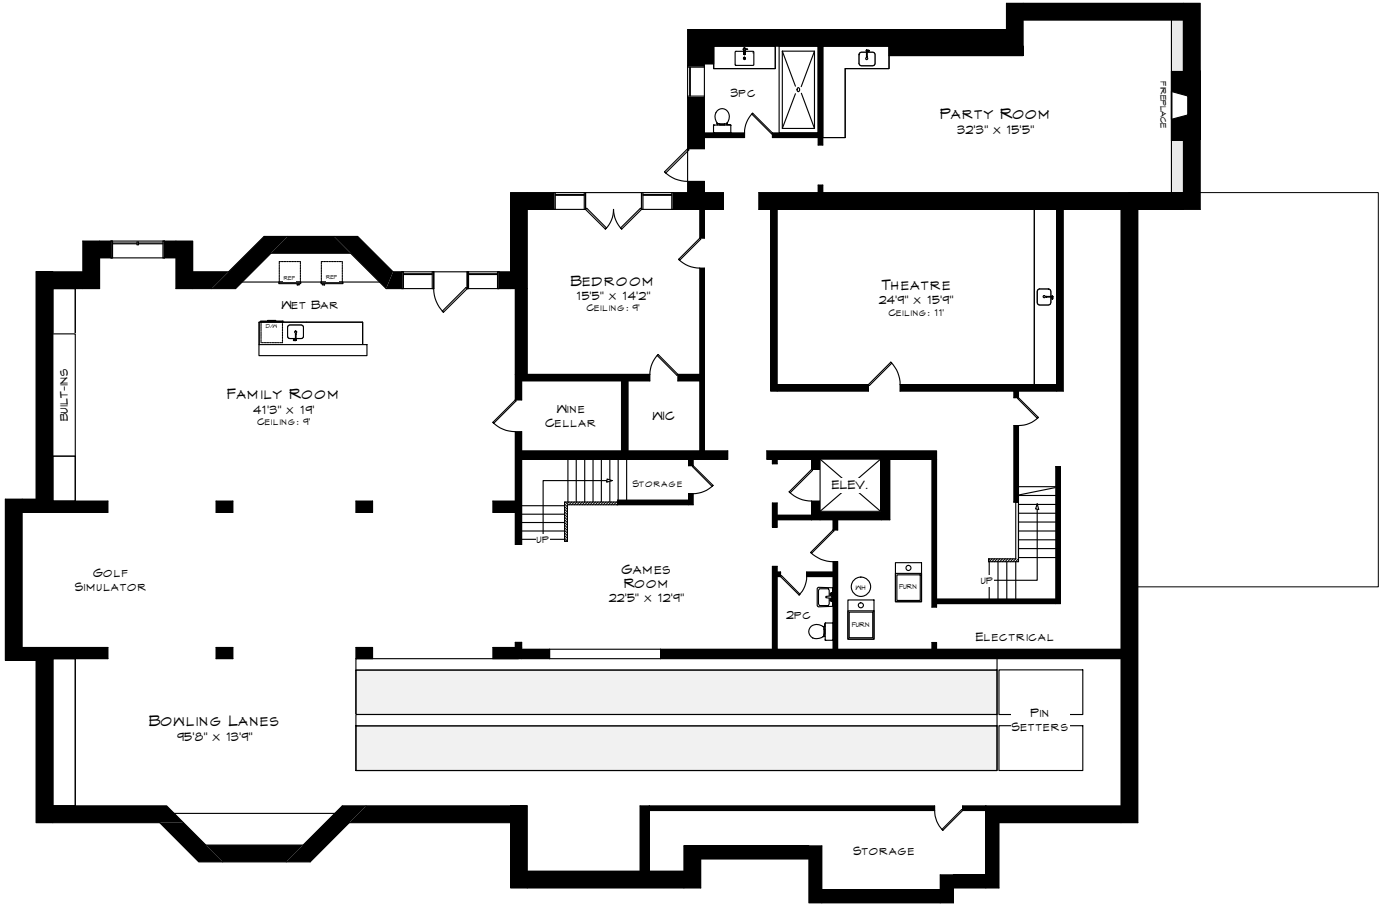 3PC
PARTY ROOM
32'3" x 15'5"
FIREPLACE
BEDROOM
15'5" x 14'2"
CEILING: 9'
THEATRE
24'9" x 15'9"
CEILING: 11'
REF
REF
WET BAR
D/W
BUILT-INS
FAMILY ROOM
41'3" x 19'
CEILING: 9'
WINE
CELLAR
WIC
STORAGE
ELEV.
UP
GOLF
SIMULATOR
GAMES
ROOM
22'5" x 12'9"
2PC
WH
FURN.
FURN.
UP
ELECTRICAL
BOWLING LANES
95'8" x 13'9"
PIN
SETTERS
STORAGE